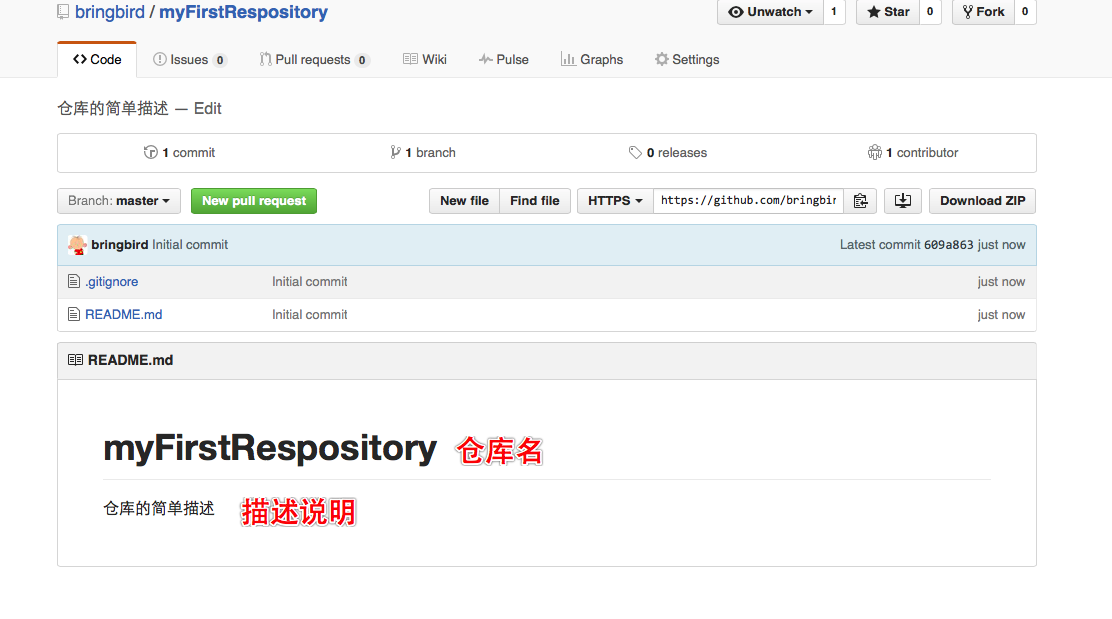 bringbird / myFirstRespository Unwatch 1 Star 0 Fork 0
Code Issues 0 Pull requests 0 Wiki Pulse Graphs Settings
仓库的简单描述 — Edit
1 commit 1 branch 0 releases 1 contributor
Branch: master New pull request New file Find file HTTPS https://github.com/bringbir Download ZIP
bringbird Initial commit Latest commit 609a863 just now
.gitignore Initial commit just now
README.md Initial commit just now
README.md
myFirstRespository 仓库名
仓库的简单描述 描述说明